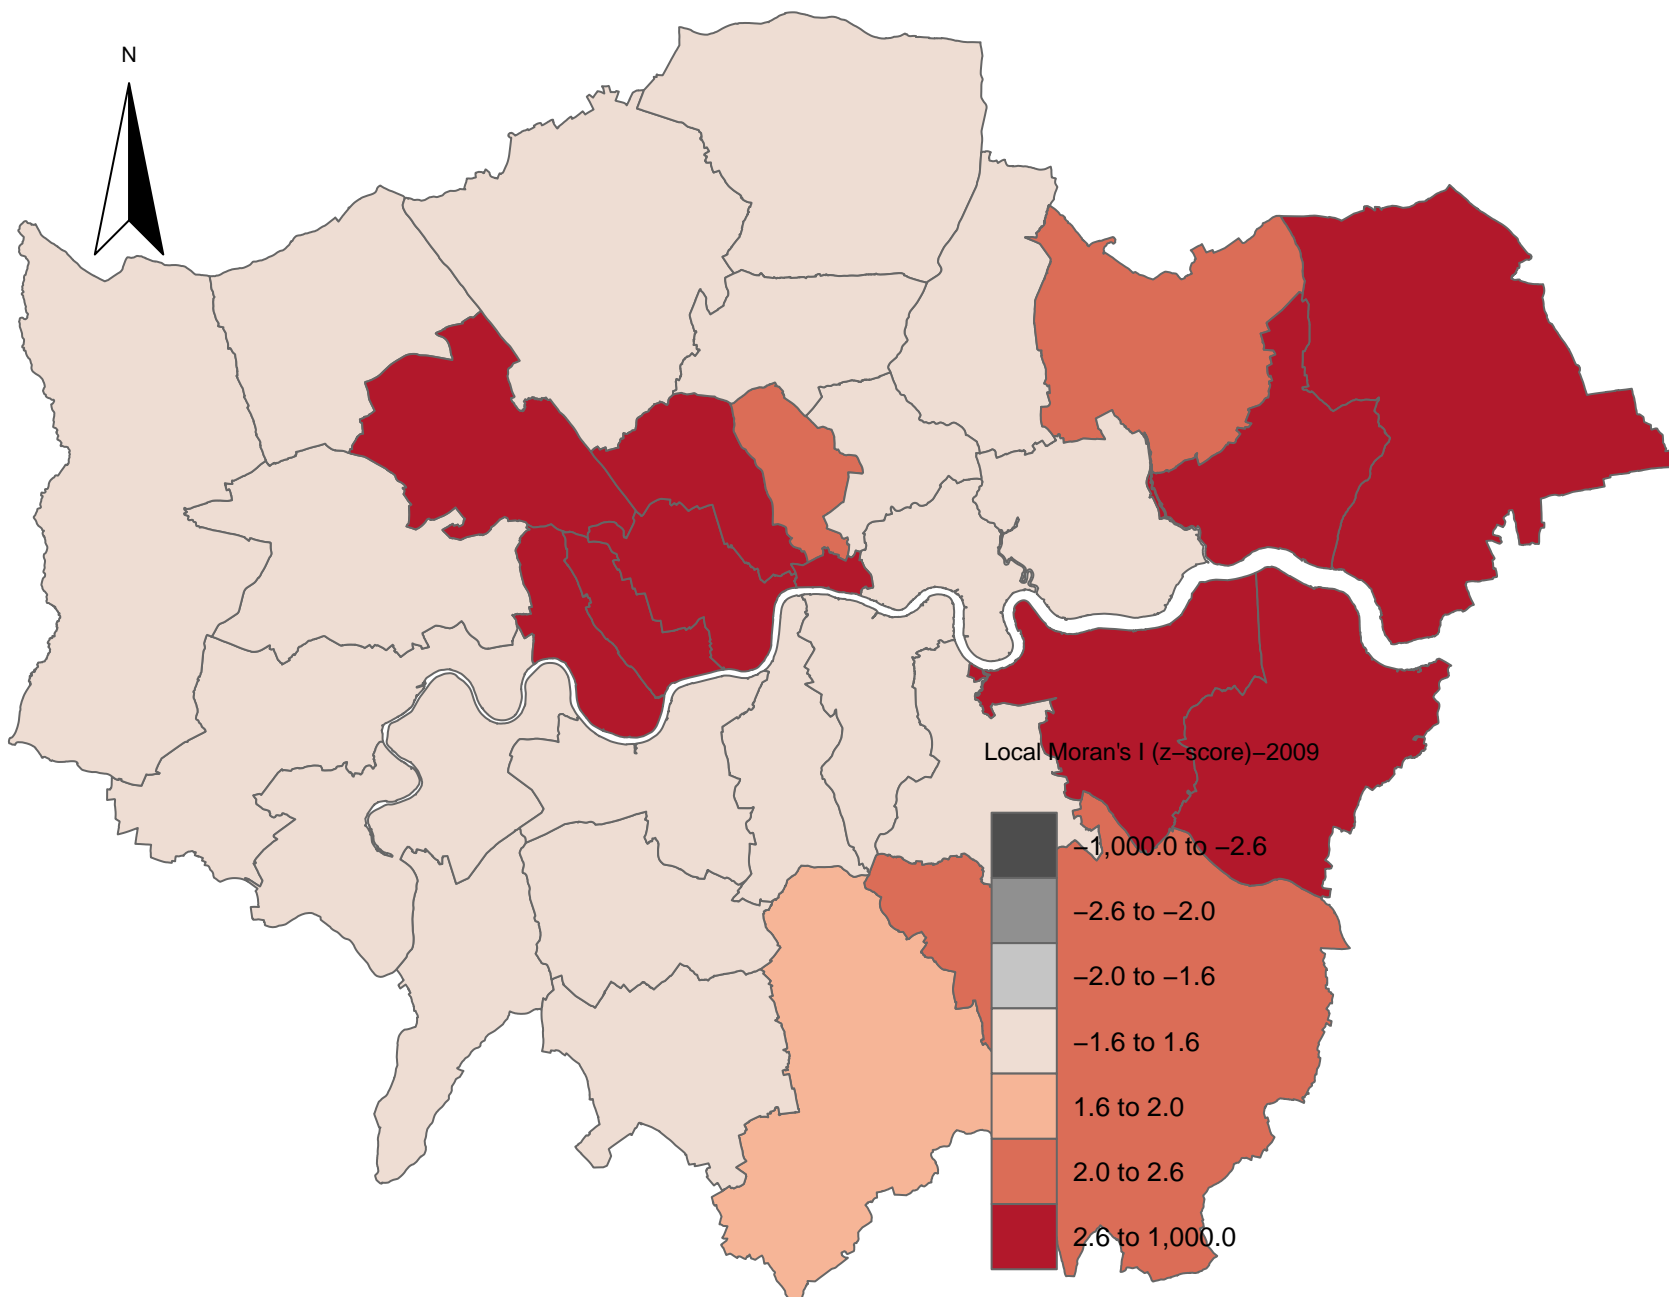 N
Local Moran's I (z−score)−2009
−1,000.0 to −2.6
−2.6 to −2.0
−2.0 to −1.6
−1.6 to 1.6
1.6 to 2.0
2.0 to 2.6
2.6 to 1,000.0